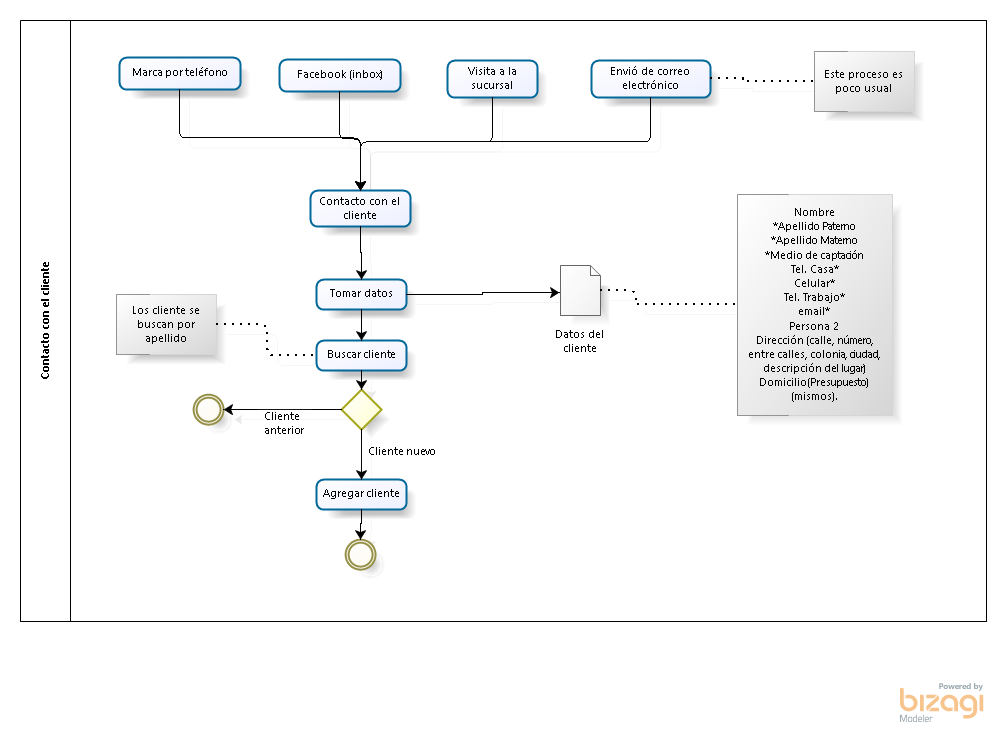 Contacto con el cliente
Marca por teléfono
Facebook (inbox)
Visita a la
sucursal
Envió de correo
electrónico
Este proceso es
poco usual
Contacto con el
cliente
Tomar datos
Datos del
cliente
Nombre
*Apellido Paterno
*Apellido Materno
*Medio de captación
Tel. Casa*
Celular*
Tel. Trabajo*
email*
Persona 2
Dirección (calle, número,
entre calles, colonia, ciudad,
descripción del lugar)
Domicilio(Presupuesto)
(mismos).
Los cliente se
buscan por
apellido
Buscar cliente
Cliente
anterior
Cliente nuevo
Agregar cliente
Powered by
bizagi
Modeler